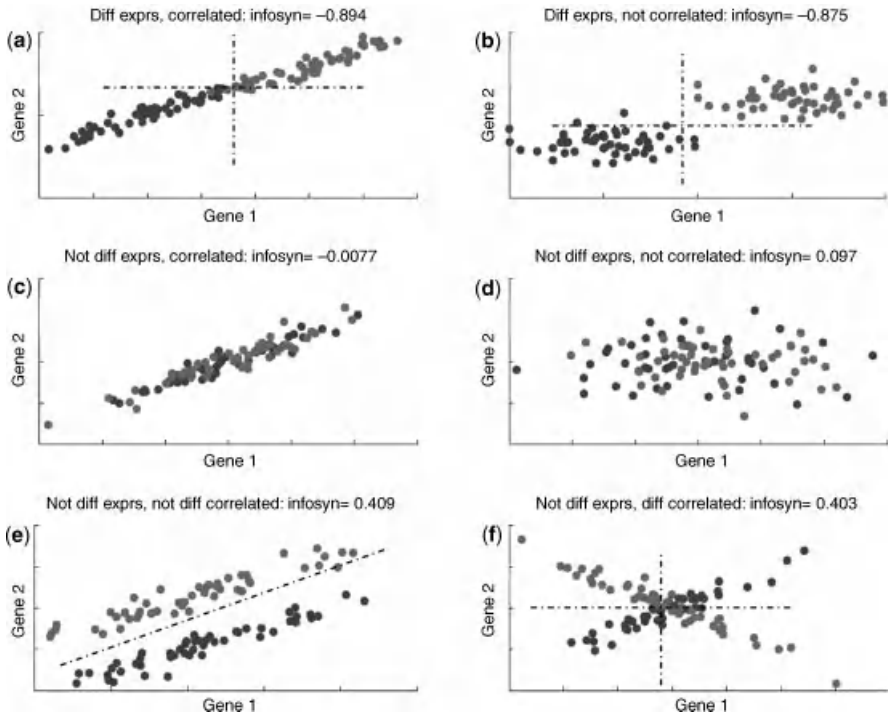 Diff exprs, correlated: infosyn= −0.894
(a)
Gene 2
Gene 1
Diff exprs, not correlated: infosyn= −0.875
(b)
Gene 2
Gene 1
Not diff exprs, correlated: infosyn= −0.0077
(c)
Gene 2
Gene 1
Not diff exprs, not correlated: infosyn= 0.097
(d)
Gene 2
Gene 1
Not diff exprs, not diff correlated: infosyn= 0.409
(e)
Gene 2
Gene 1
Not diff exprs, diff correlated: infosyn= 0.403
(f)
Gene 2
Gene 1